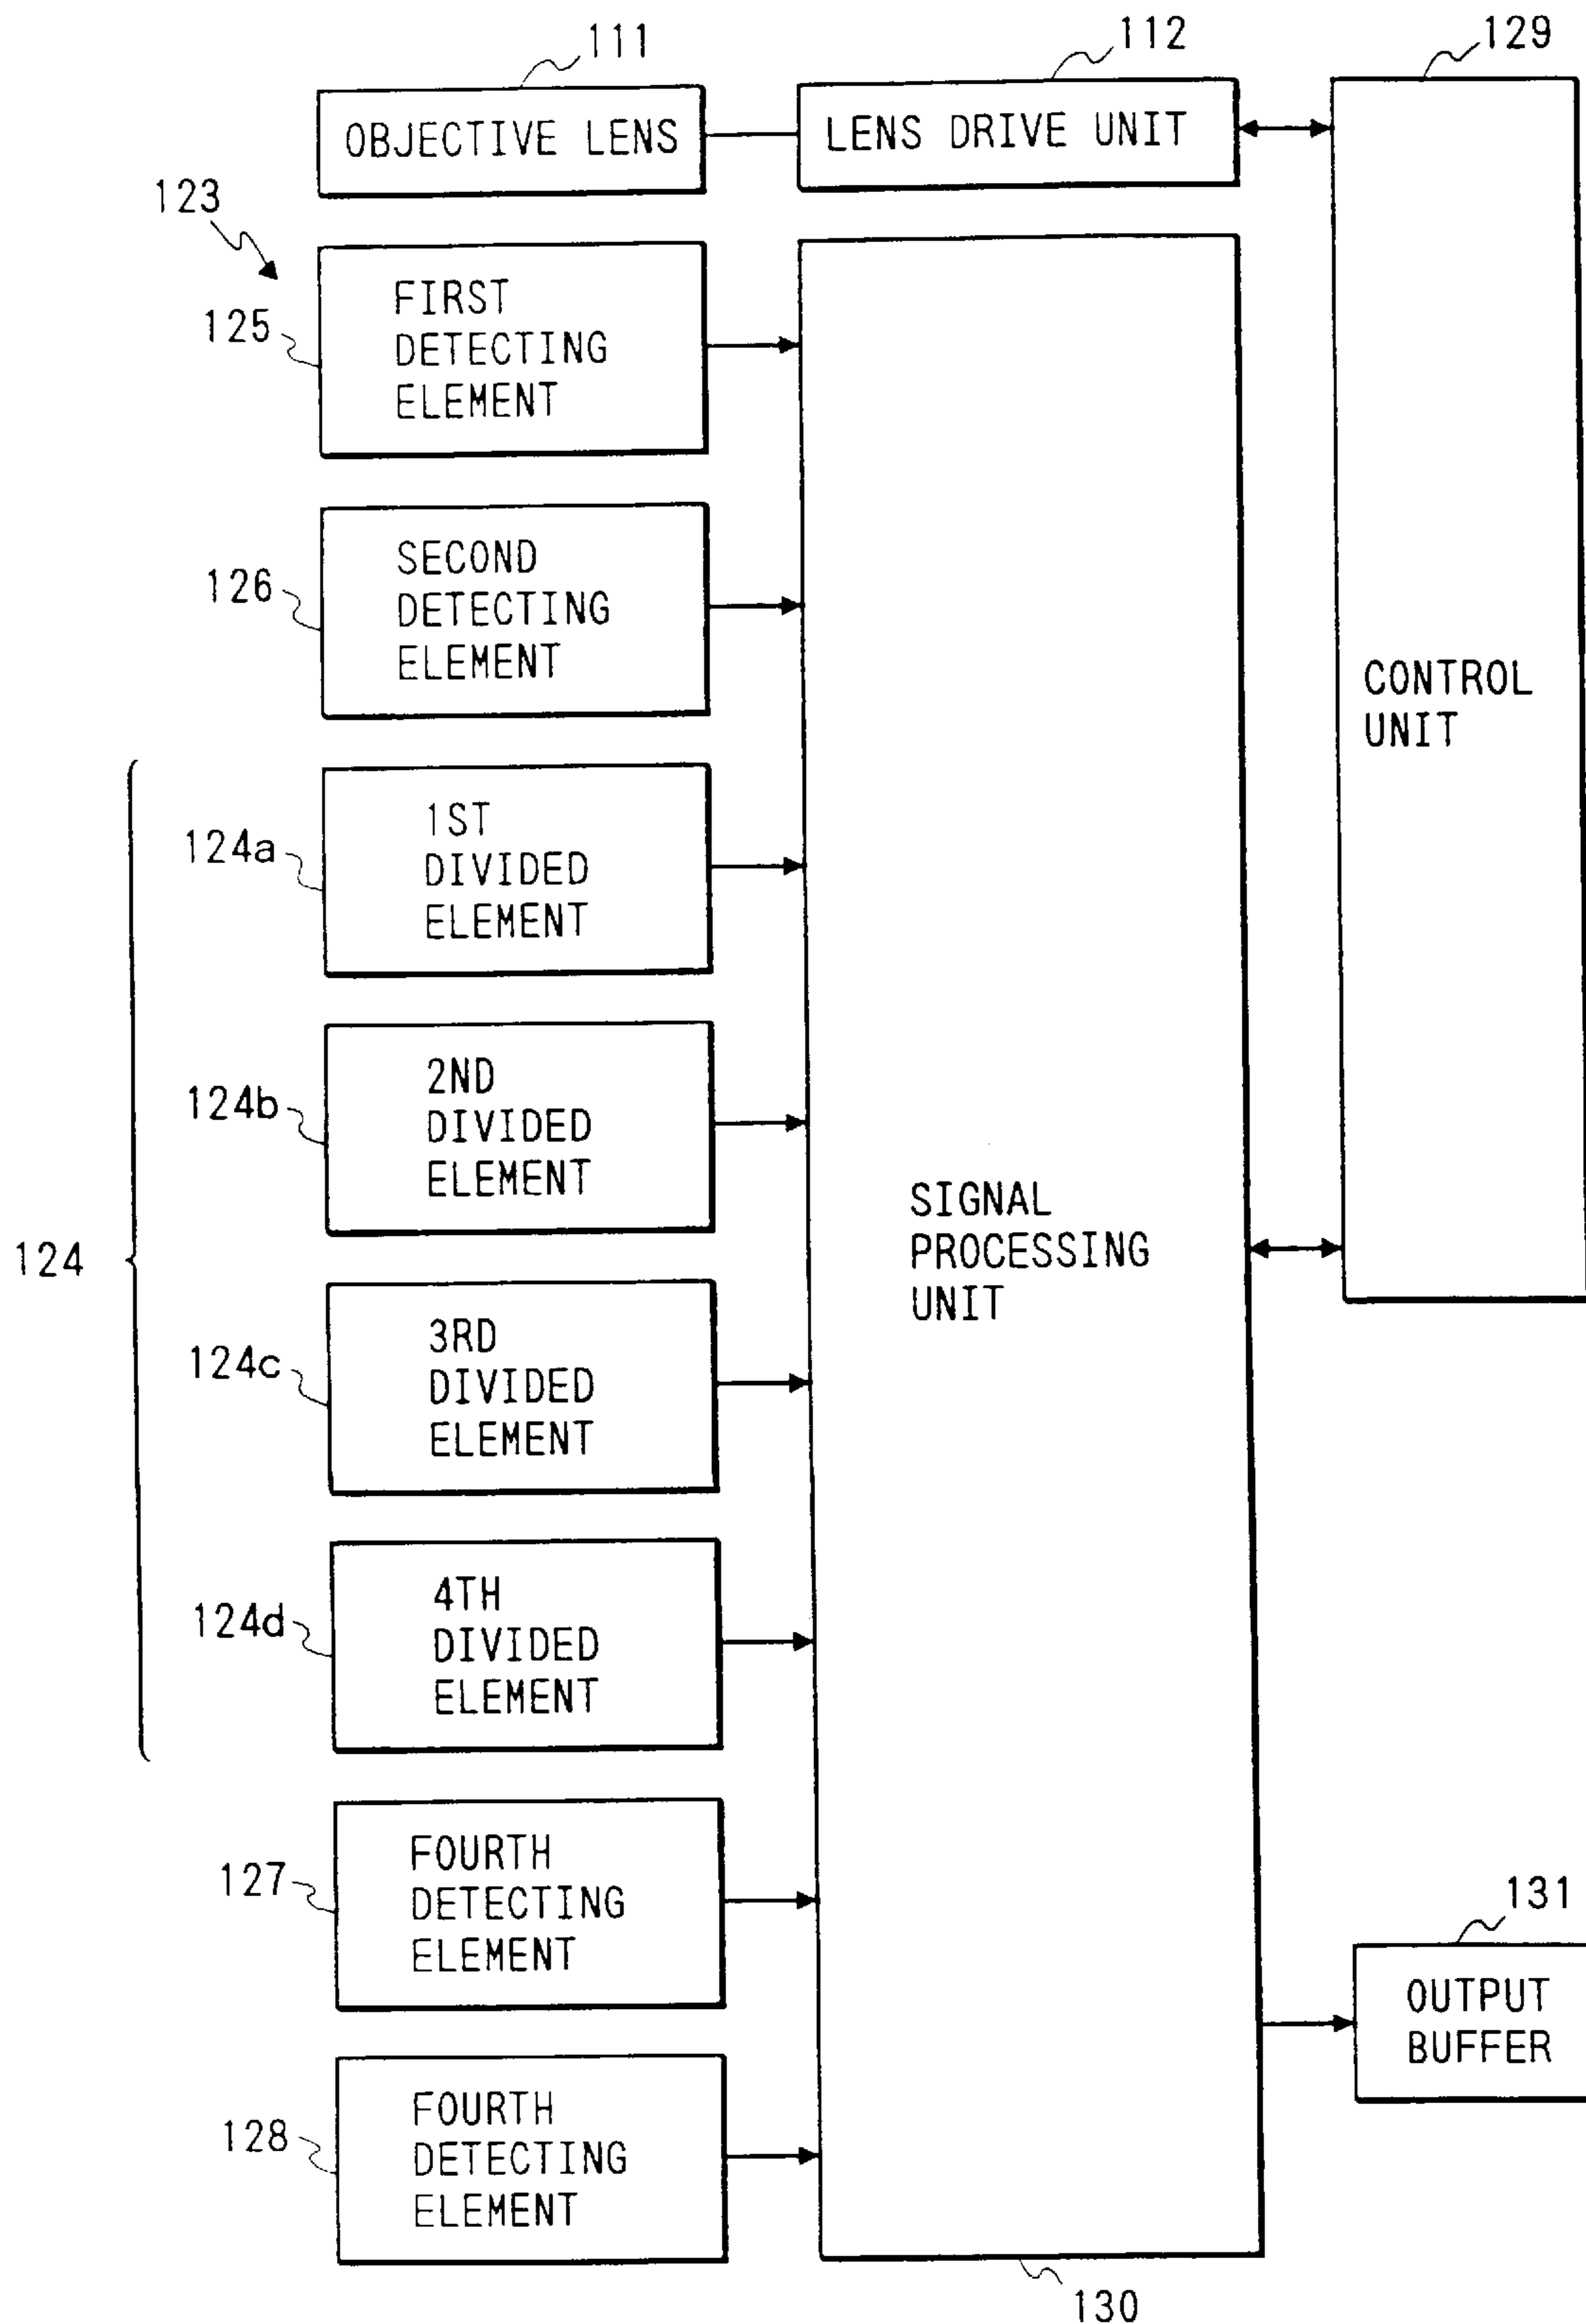 111
112
129
OBJECTIVE LENS
LENS DRIVE UNIT
123
125
FIRST
DETECTING
ELEMENT
126
SECOND
DETECTING
ELEMENT
CONTROL
UNIT
124
124a
1ST
DIVIDED
ELEMENT
124b
2ND
DIVIDED
ELEMENT
SIGNAL
PROCESSING
UNIT
124c
3RD
DIVIDED
ELEMENT
124d
4TH
DIVIDED
ELEMENT
127
FOURTH
DETECTING
ELEMENT
131
OUTPUT
BUFFER
128
FOURTH
DETECTING
ELEMENT
130